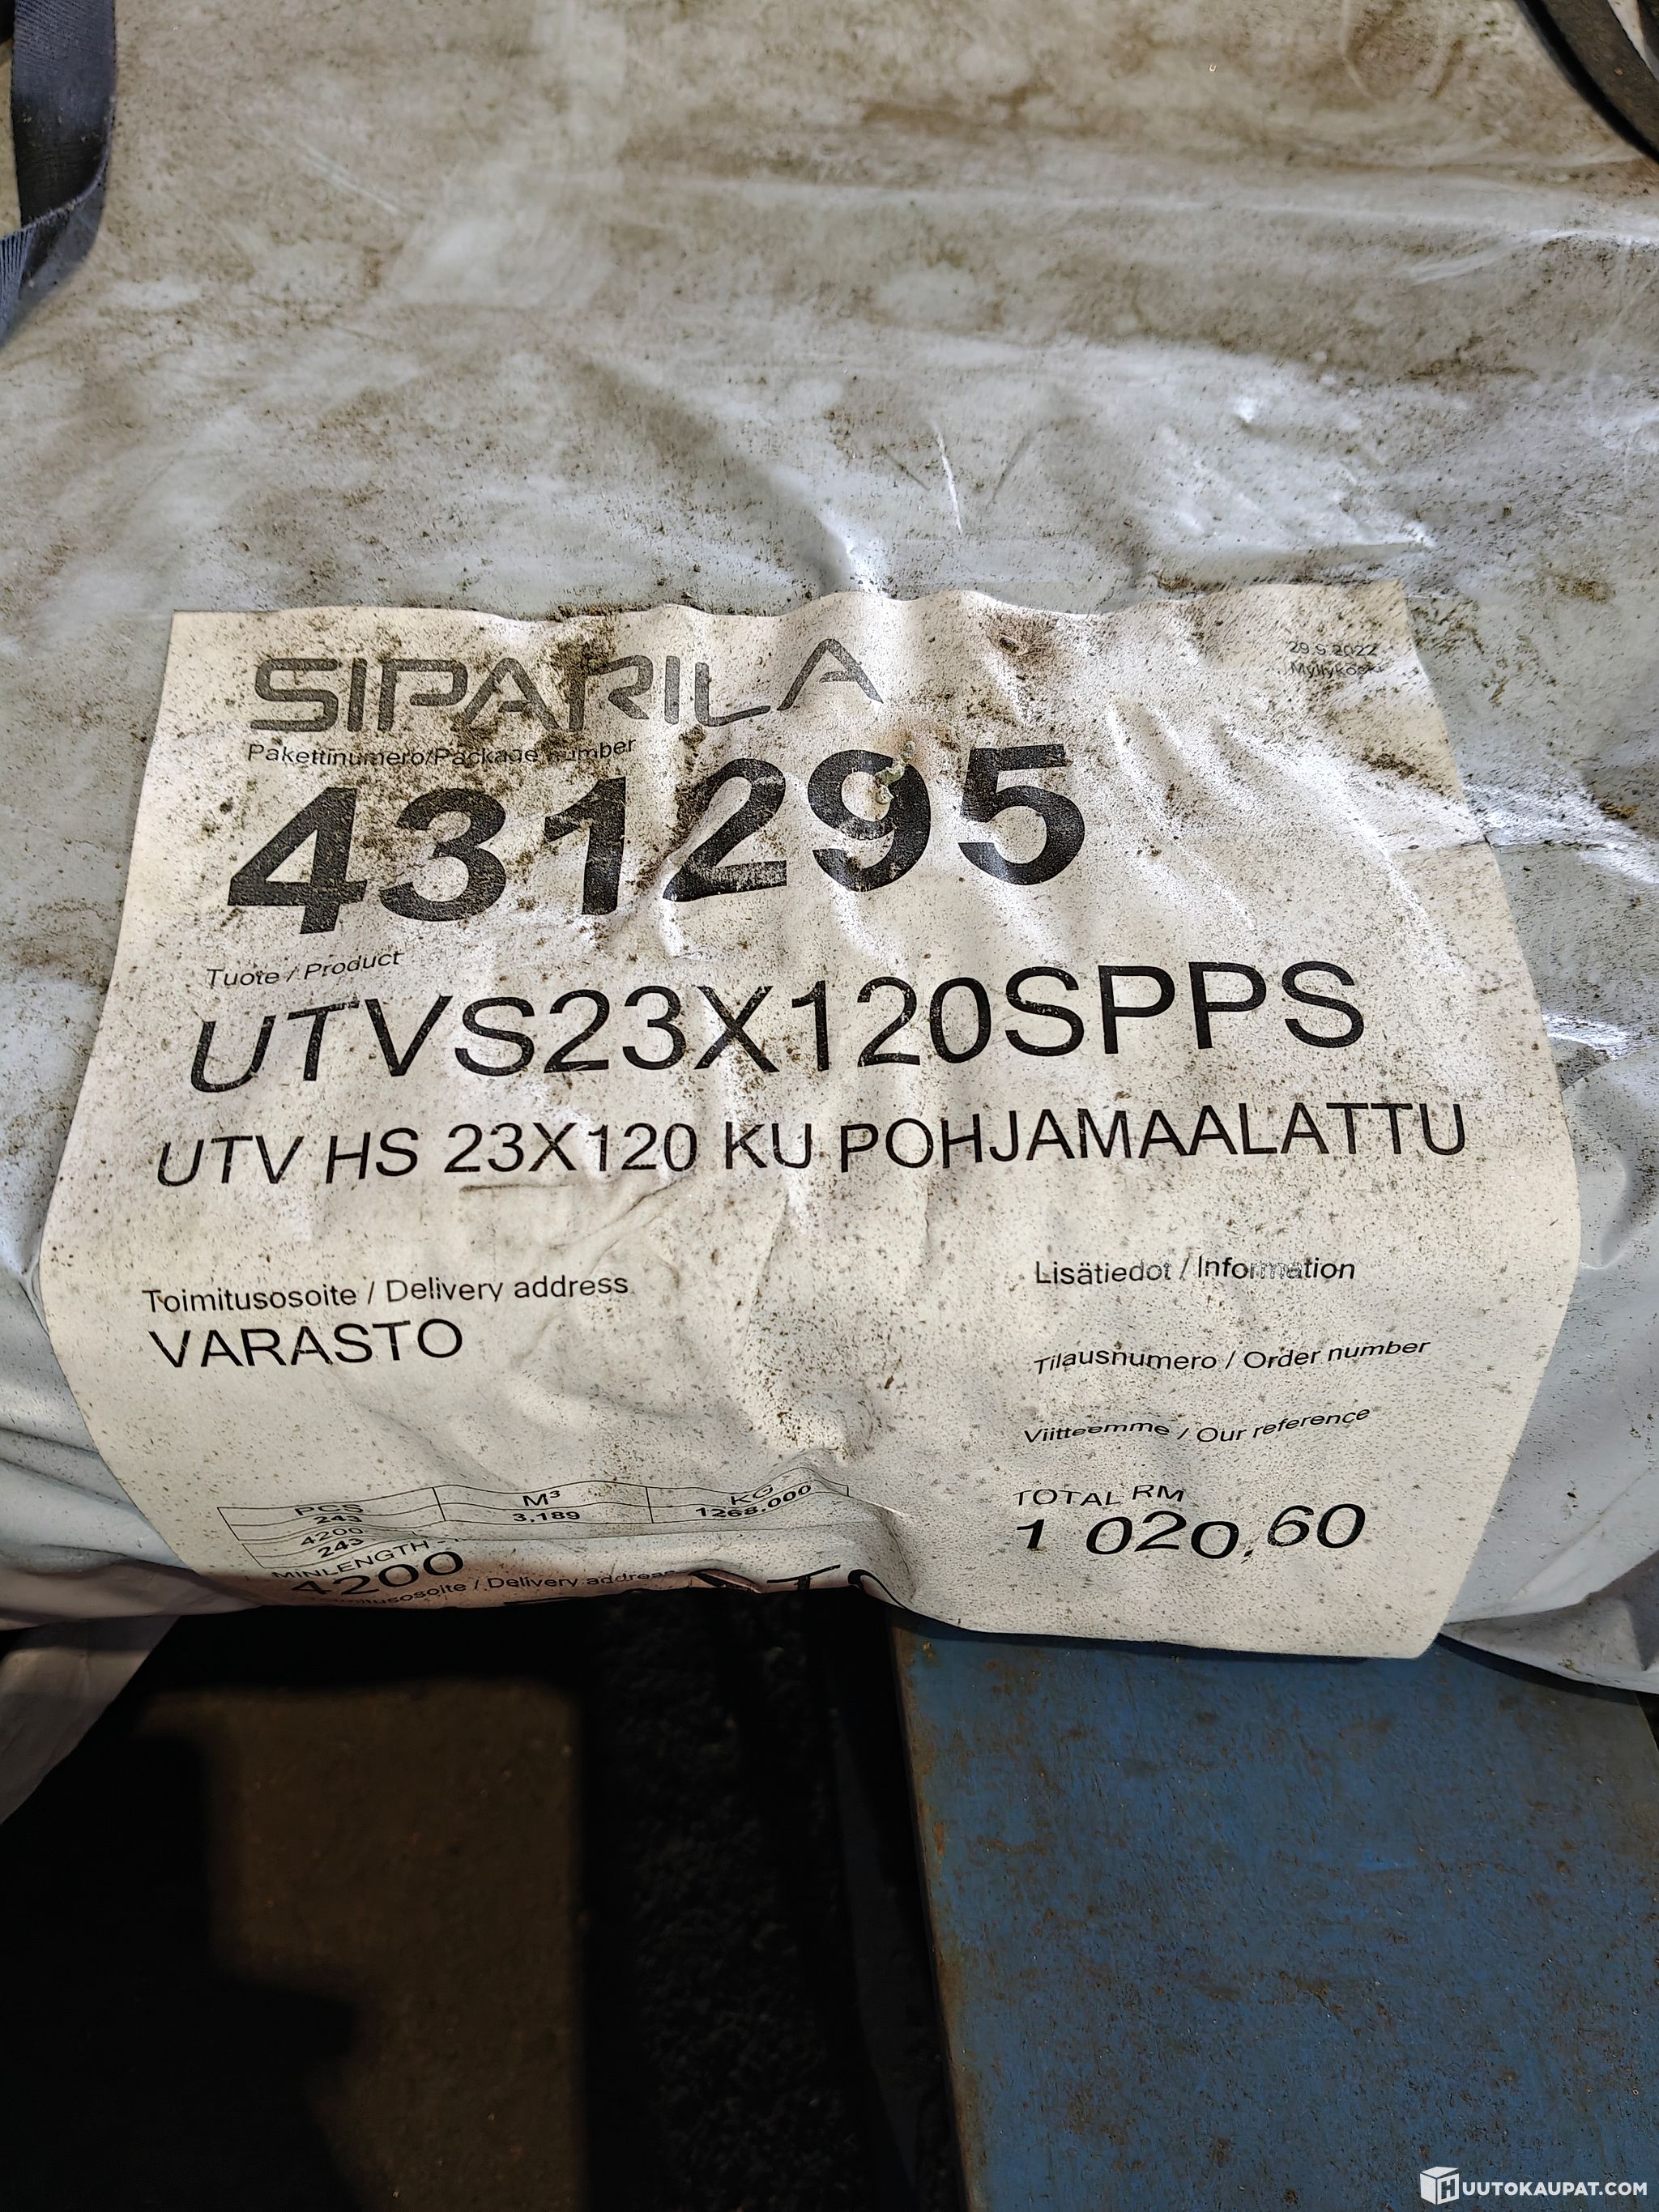 SIPARILA
29.9.2022
Myllykoski
Pakettinumero/Package number
431295
Tuote / Product
UTVS23X120SPPS
UTV HS 23X120 KU POHJAMAALATTU
Toimitusosoite / Delivery address
VARASTO
Lisätiedot / Information
Tilausnumero / Order number
Viitteemme / Our reference
PCS M³ KG
243 3,189 1268.000
4200
243
MINLENGTH
4200
TOTAL RM
1 020,60
Toimitusosoite / Delivery address
HUUTOKAUPAT.COM